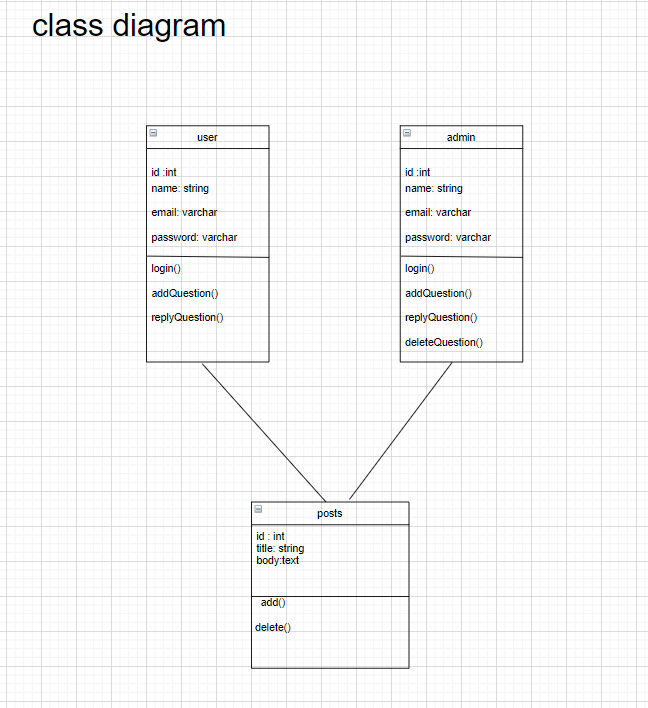 class diagram
user
id :int
name: string
email: varchar
password: varchar
login()
addQuestion()
replyQuestion()
admin
id :int
name: string
email: varchar
password: varchar
login()
addQuestion()
replyQuestion()
deleteQuestion()
posts
id : int
title: string
body:text
add()
delete()